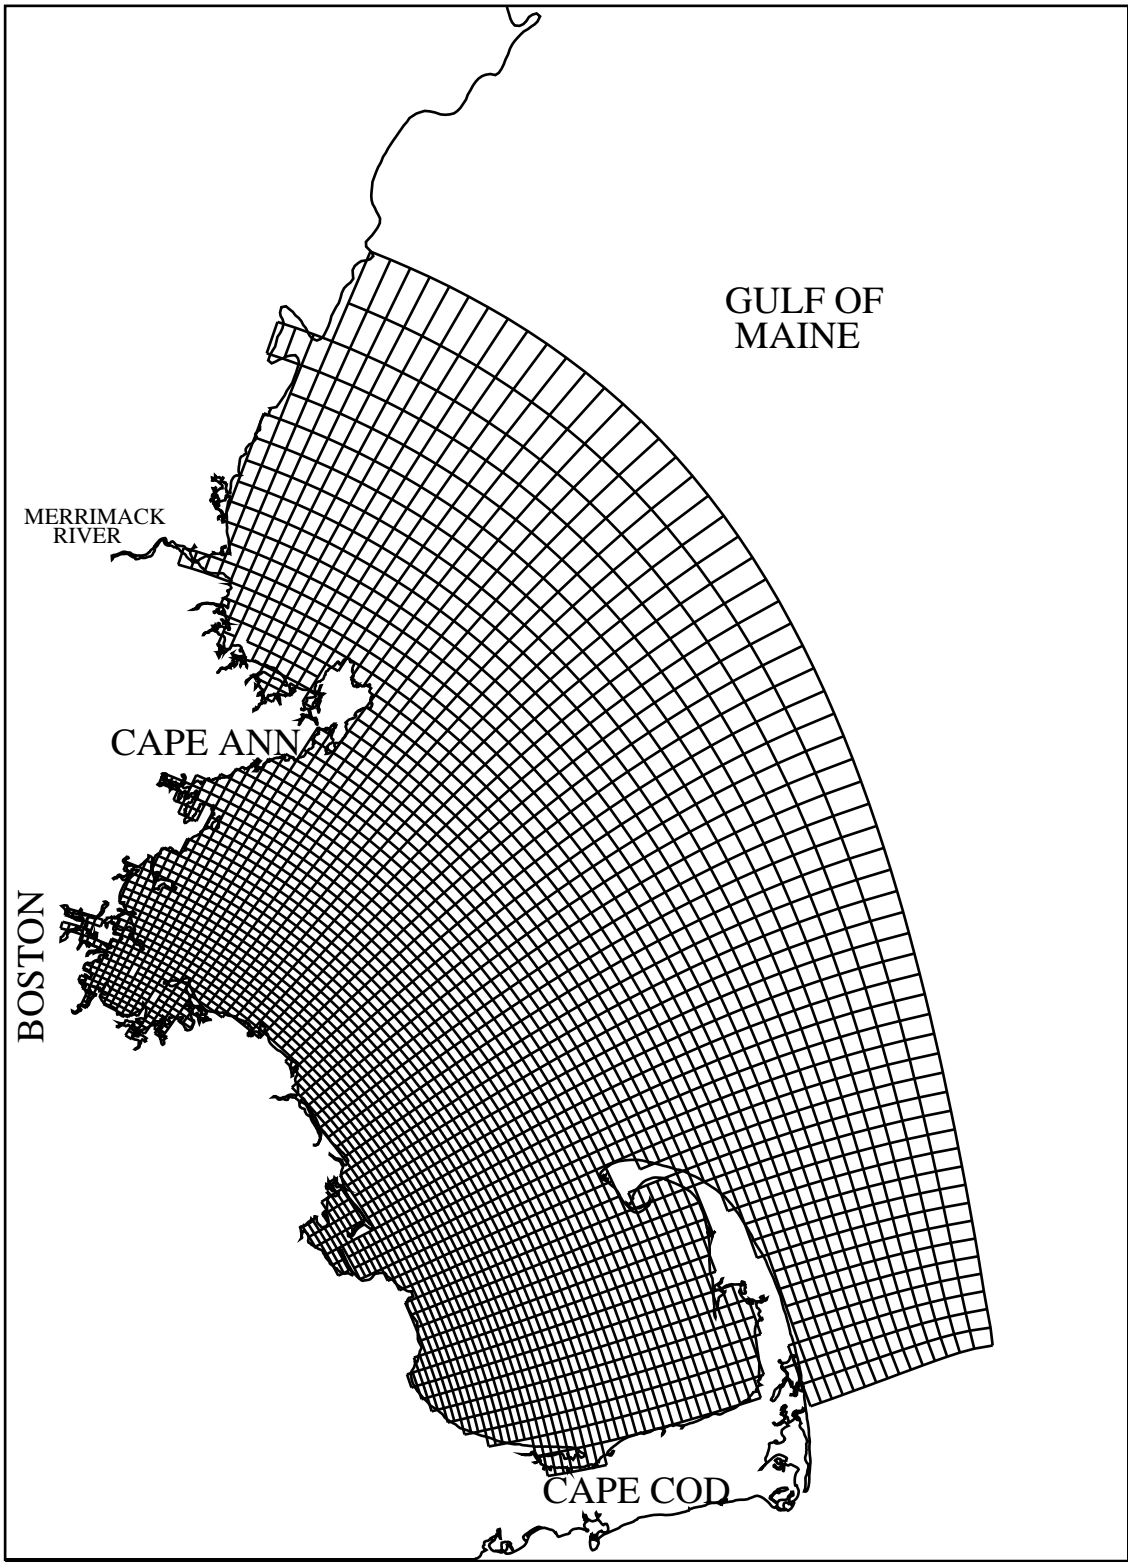 GULF OF
MAINE
MERRIMACK
RIVER
CAPE ANN
BOSTON
CAPE COD